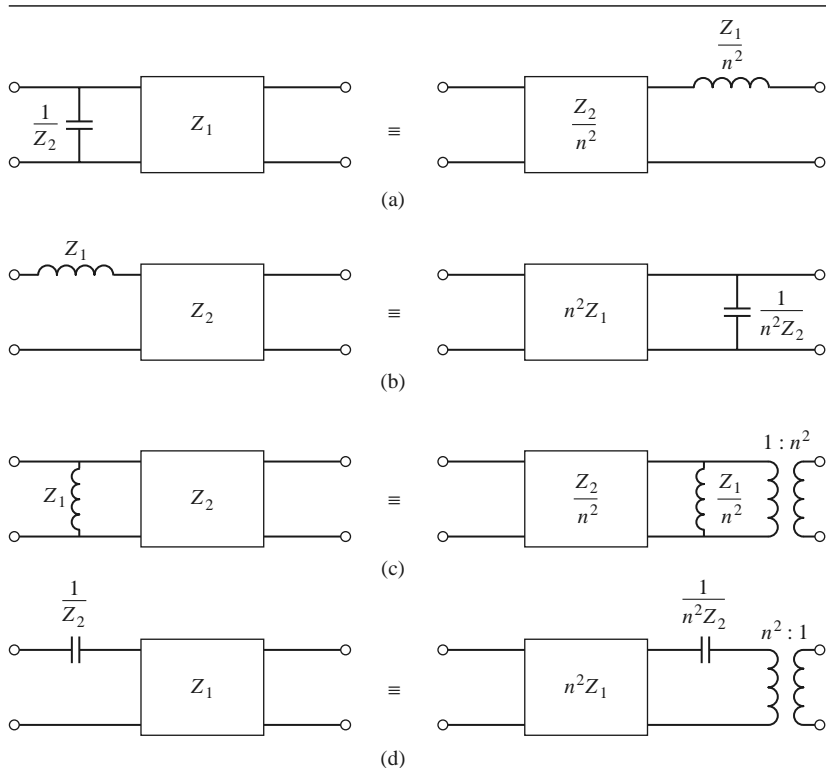 Z₁
n²
1
Z₂
Z₁
≡
Z₂
n²
(a)
Z₁
Z₂
≡
n²Z₁
1
n²Z₂
(b)
Z₁
Z₂
≡
Z₂
n²
Z₁
n²
1 : n²
(c)
1
Z₂
Z₁
≡
n²Z₁
1
n²Z₂
n² : 1
(d)